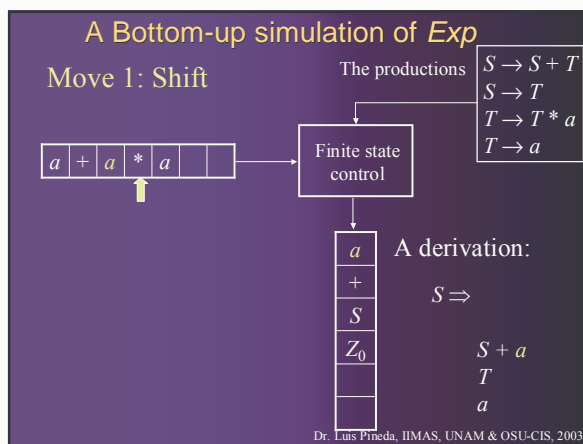 A Bottom-up simulation of Exp
Move 1: Shift
The productions
S → S + T
S → T
T → T * a
T → a
a + a * a
Finite state
control
a
+
S
Z₀
A derivation:
S ⇒
S + a
T
a
Dr. Luis Pineda, IIMAS, UNAM & OSU-CIS, 2003